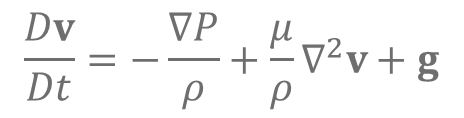 D𝐯/Dt = −∇P/ρ + μ/ρ ∇²𝐯 + 𝐠